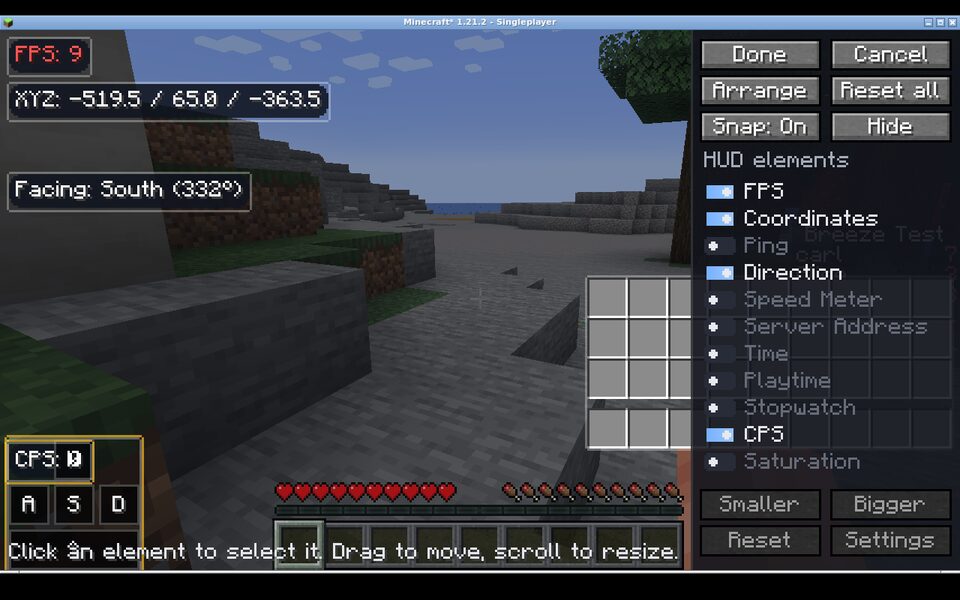 Minecraft* 1.21.2 - Singleplayer
FPS: 9
XYZ: -519.5 / 65.0 / -363.5
Facing: South (332°)
Done
Cancel
Arrange
Reset all
Snap: On
Hide
HUD elements
FPS
Coordinates
Ping
Breeze Test
carl
Direction
Speed Meter
Server Address
Time
Playtime
Stopwatch
CPS
Saturation
Smaller
Bigger
Reset
Settings
CPS: 0
A S D
Click an element to select it. Drag to move, scroll to resize.